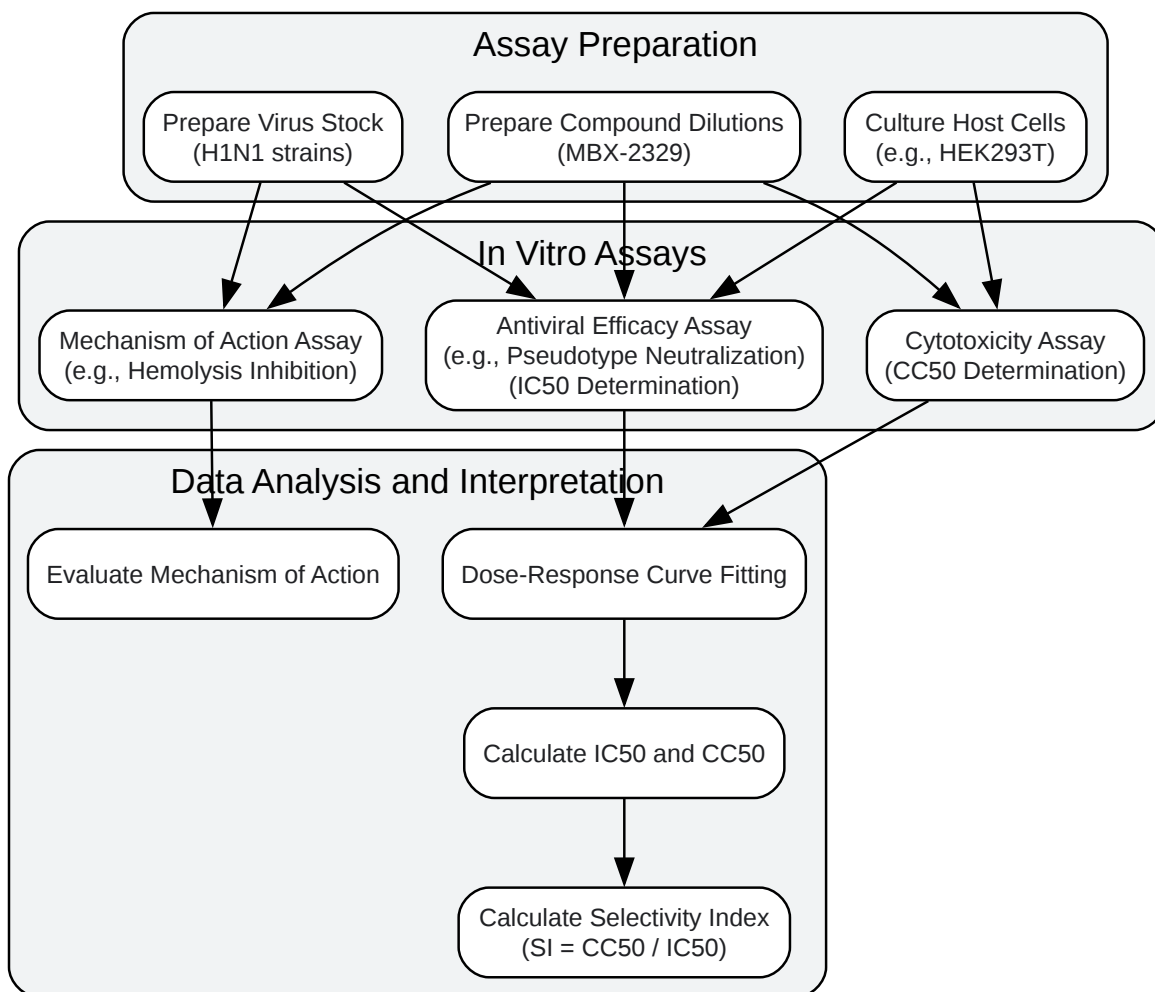 Assay Preparation
Prepare Virus Stock
(H1N1 strains)
Prepare Compound Dilutions
(MBX-2329)
Culture Host Cells
(e.g., HEK293T)
In Vitro Assays
Mechanism of Action Assay
(e.g., Hemolysis Inhibition)
Antiviral Efficacy Assay
(e.g., Pseudotype Neutralization)
(IC50 Determination)
Cytotoxicity Assay
(CC50 Determination)
Data Analysis and Interpretation
Evaluate Mechanism of Action
Dose-Response Curve Fitting
Calculate IC50 and CC50
Calculate Selectivity Index
(SI = CC50 / IC50)